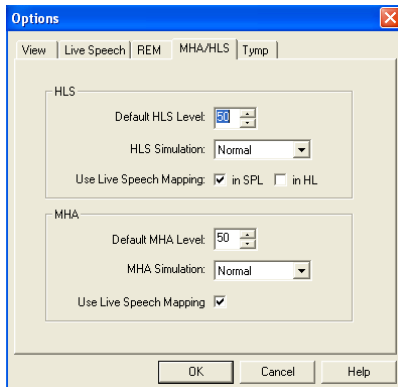 Options
View Live Speech REM MHA/HLS Tymp
HLS
Default HLS Level: 50
HLS Simulation: Normal
Use Live Speech Mapping: in SPL in HL
MHA
Default MHA Level: 50
MHA Simulation: Normal
Use Live Speech Mapping
OK Cancel Help